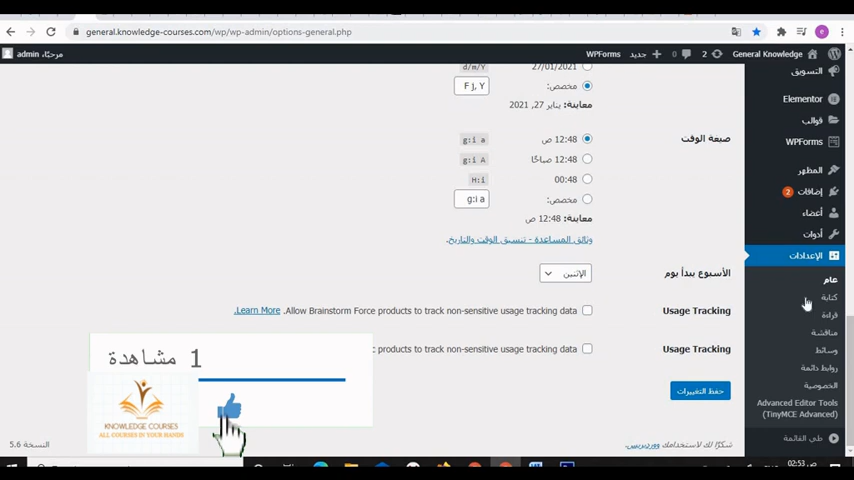 general.knowledge-courses.com/wp/wp-admin/options-general.php
General Knowledge
2
0
جديد
WPForms
مرحبًا، admin
التسويق
Elementor
قوالب
WPForms
المظهر
إضافات 2
أعضاء
أدوات
الإعدادات
عام
كتابة
قراءة
مناقشة
وسائط
روابط دائمة
الخصوصية
Advanced Editor Tools
(TinyMCE Advanced)
طي القائمة
27/01/2021 d/m/Y
مخصص: F j, Y
معاينة: يناير 27, 2021
صيغة الوقت
12:48 ص g:i a
12:48 صباحًا g:i A
00:48 H:i
مخصص: g:i a
معاينة: 12:48 ص
وثائق المساعدة - تنسيق الوقت والتاريخ.
الأسبوع يبدأ يوم
الإثنين
Usage Tracking
Allow Brainstorm Force products to track non-sensitive usage tracking data. Learn More.
Usage Tracking
products to track non-sensitive usage tracking data
حفظ التغييرات
1 مشاهدة
KNOWLEDGE COURSES
ALL COURSES IN YOUR HANDS
شكرًا لك لاستخدامك ووردبريس.
النسخة 5.6
02:53 ص